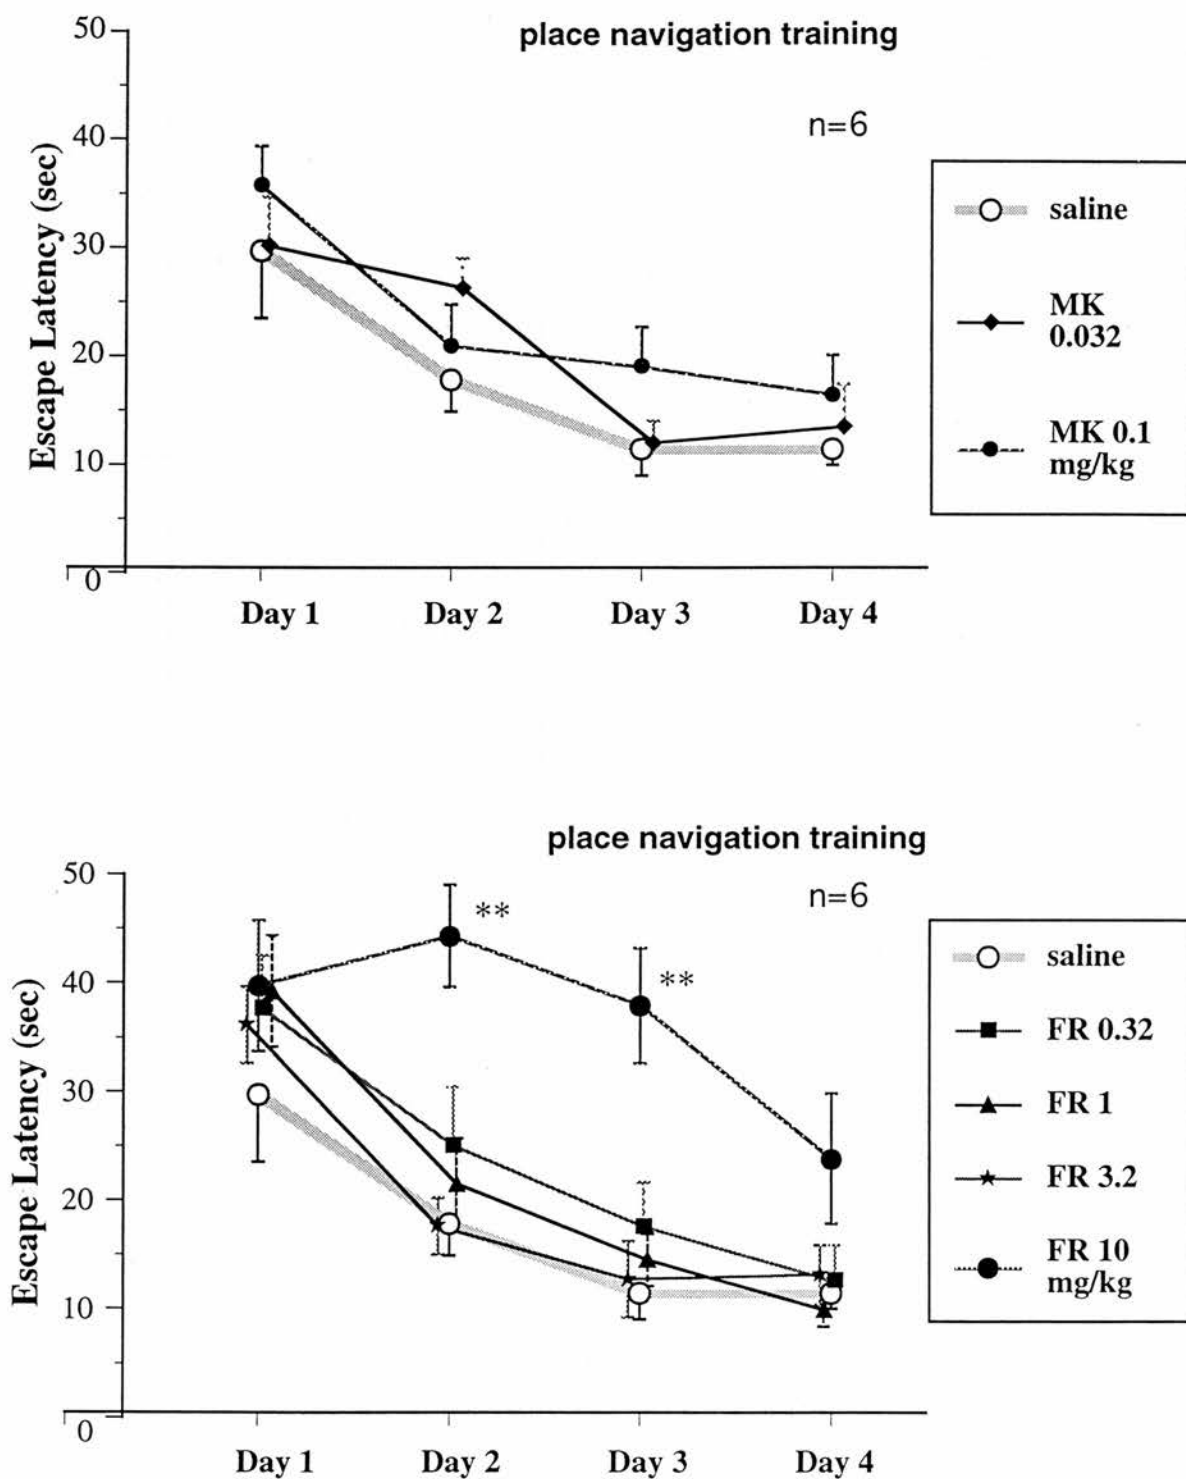 place navigation training
n=6
Escape Latency (sec)
50
40
30
20
10
0
Day 1
Day 2
Day 3
Day 4
saline
MK
0.032
MK 0.1
mg/kg
place navigation training
n=6
Escape Latency (sec)
50
40
30
20
10
0
**
**
Day 1
Day 2
Day 3
Day 4
saline
FR 0.32
FR 1
FR 3.2
FR 10
mg/kg